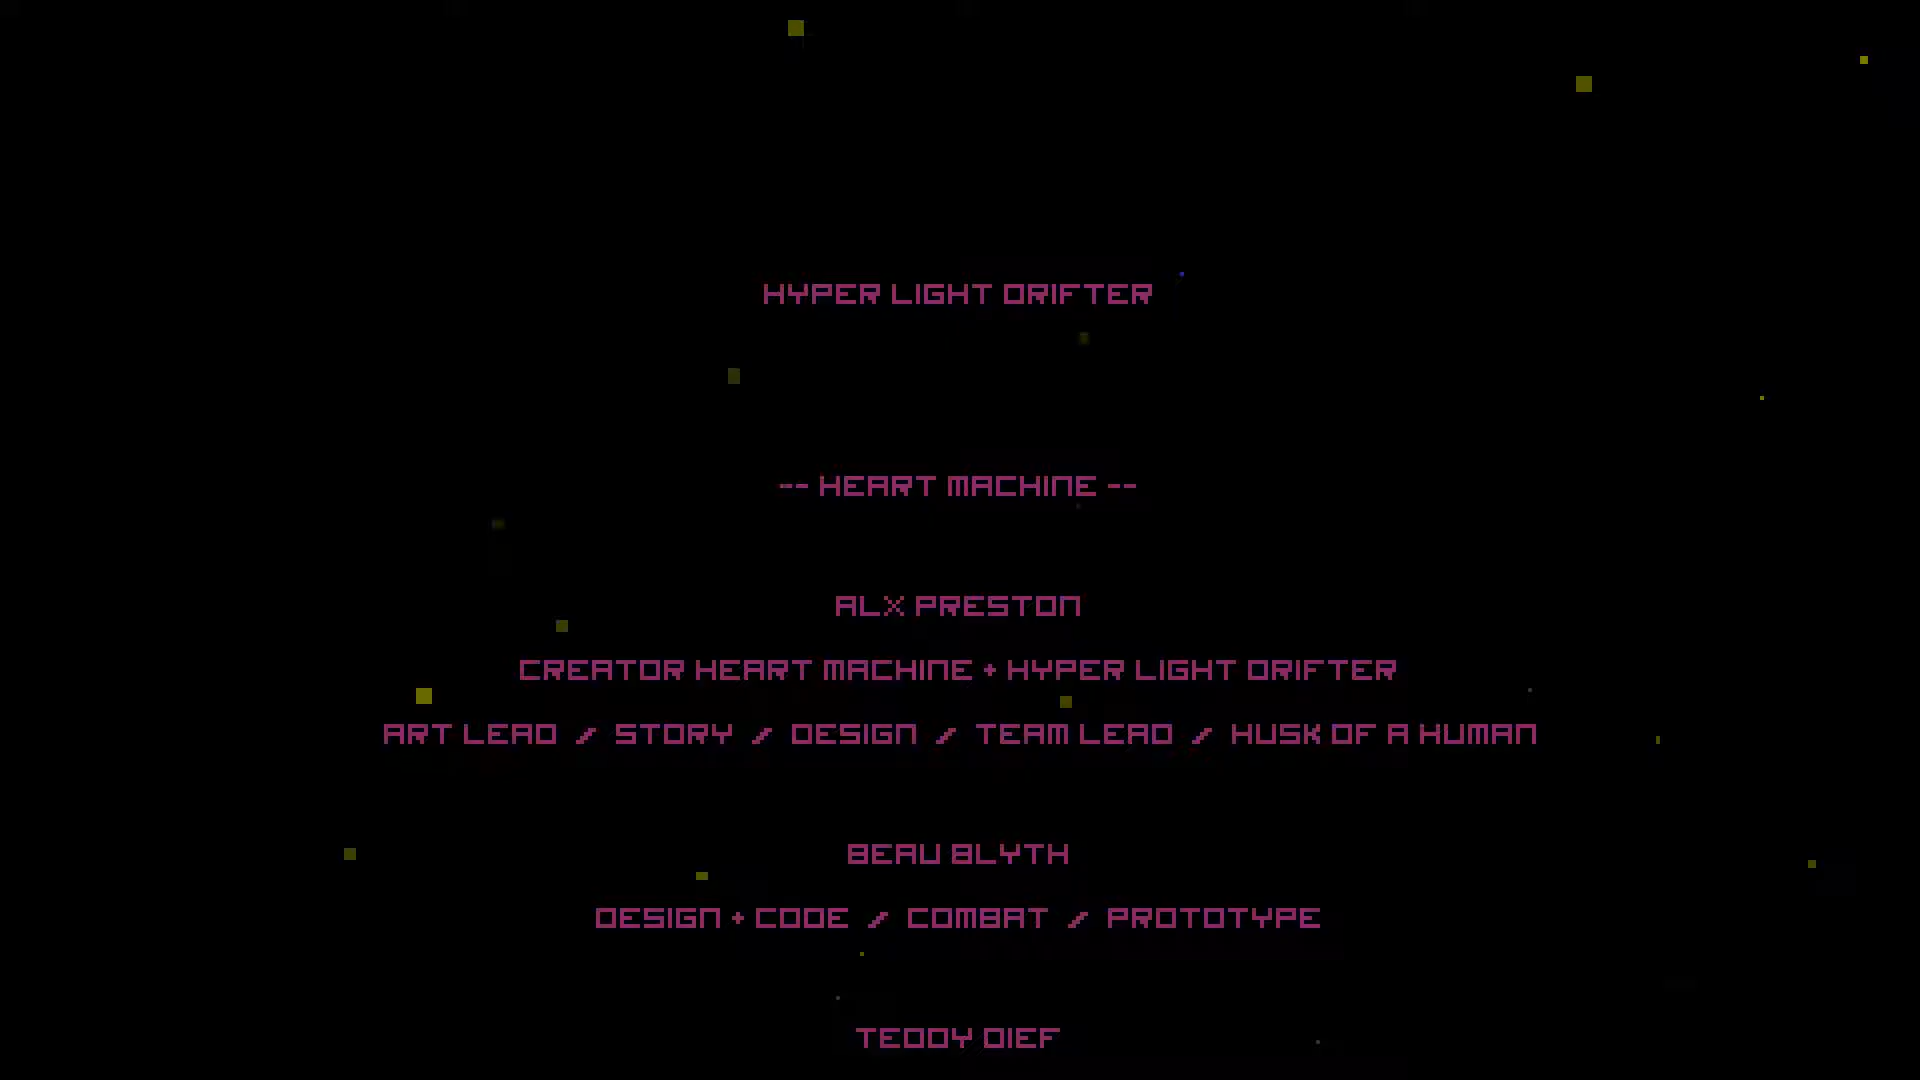 HYPER LIGHT DRIFTER
-- HEART MACHINE --
ALX PRESTON
CREATOR HEART MACHINE + HYPER LIGHT DRIFTER
ART LEAD / STORY / DESIGN / TEAM LEAD / HUSK OF A HUMAN
BEAU BLYTH
DESIGN + CODE / COMBAT / PROTOTYPE
TEDDY DIEF